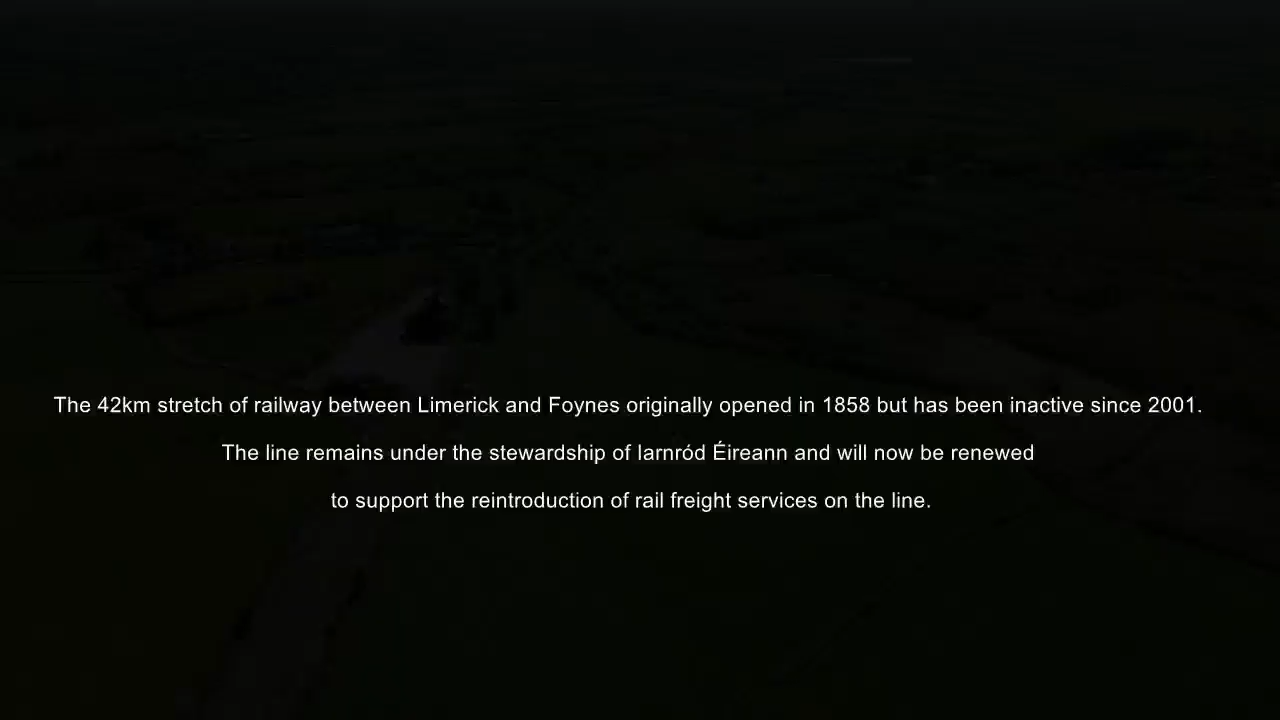 The 42km stretch of railway between Limerick and Foynes originally opened in 1858 but has been inactive since 2001.
The line remains under the stewardship of Iarnród Éireann and will now be renewed
to support the reintroduction of rail freight services on the line.